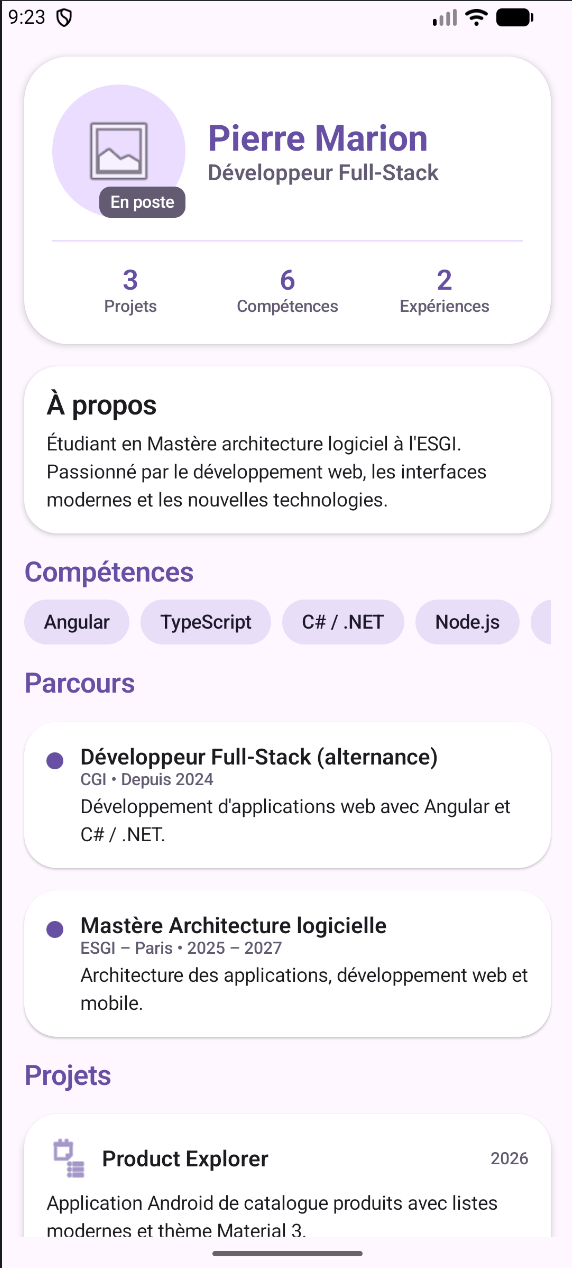 9:23
Pierre Marion
Développeur Full-Stack
En poste
3
Projets
6
Compétences
2
Expériences
À propos
Étudiant en Mastère architecture logiciel à l'ESGI.
Passionné par le développement web, les interfaces
modernes et les nouvelles technologies.
Compétences
Angular
TypeScript
C# / .NET
Node.js
Parcours
Développeur Full-Stack (alternance)
CGI • Depuis 2024
Développement d'applications web avec Angular et
C# / .NET.
Mastère Architecture logicielle
ESGI – Paris • 2025 – 2027
Architecture des applications, développement web et
mobile.
Projets
Product Explorer
2026
Application Android de catalogue produits avec listes
modernes et thème Material 3.